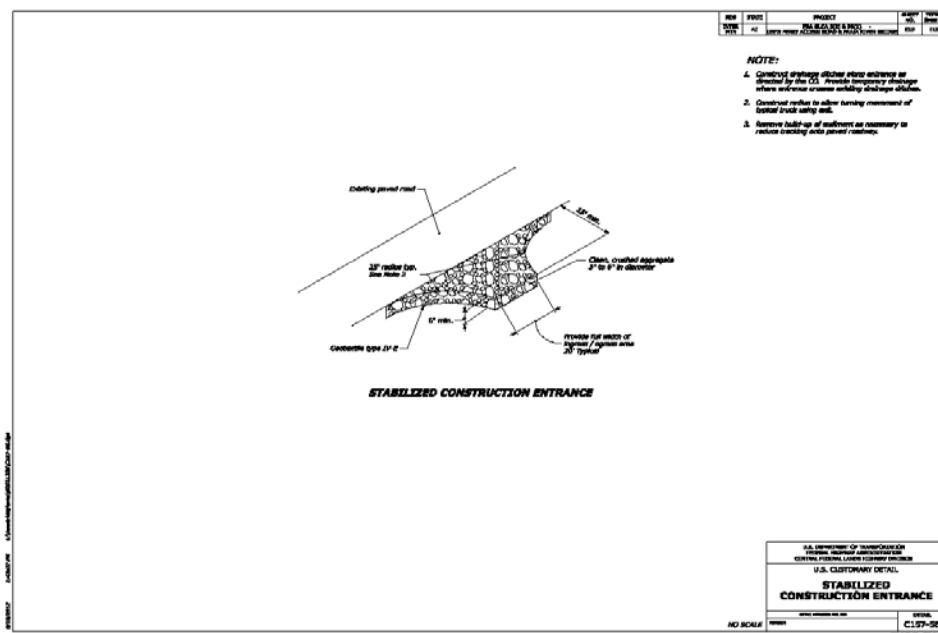 STATE PROJECT
AZ
NOTE:
1. Construct drainage ditches along entrance as
directed by the CO. Provide temporary drainage
where entrance crosses existing drainage ditches.
2. Construct radius to allow turning movement of
typical truck using exit.
3. Remove build-up of sediment as necessary to
reduce tracking onto paved roadway.
Existing paved road
15' min.
25' radius typ.
See Note 2
Clean, crushed aggregate
3" to 6" in diameter
6" min.
Geotextile type IV-E
Provide full width of
ingress / egress area
20' Typical
STABILIZED CONSTRUCTION ENTRANCE
U.S. DEPARTMENT OF TRANSPORTATION
FEDERAL HIGHWAY ADMINISTRATION
CENTRAL FEDERAL LANDS HIGHWAY DIVISION
U.S. CUSTOMARY DETAIL
STABILIZED
CONSTRUCTION ENTRANCE
NO SCALE
DETAIL